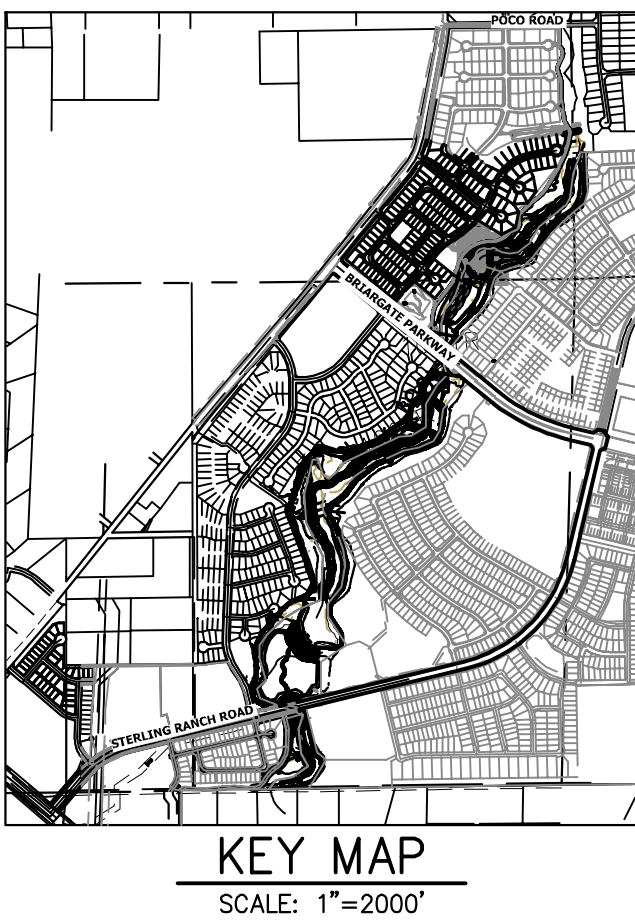 POCO ROAD
BRIARGATE PARKWAY
STERLING RANCH ROAD
KEY MAP
SCALE: 1"=2000'